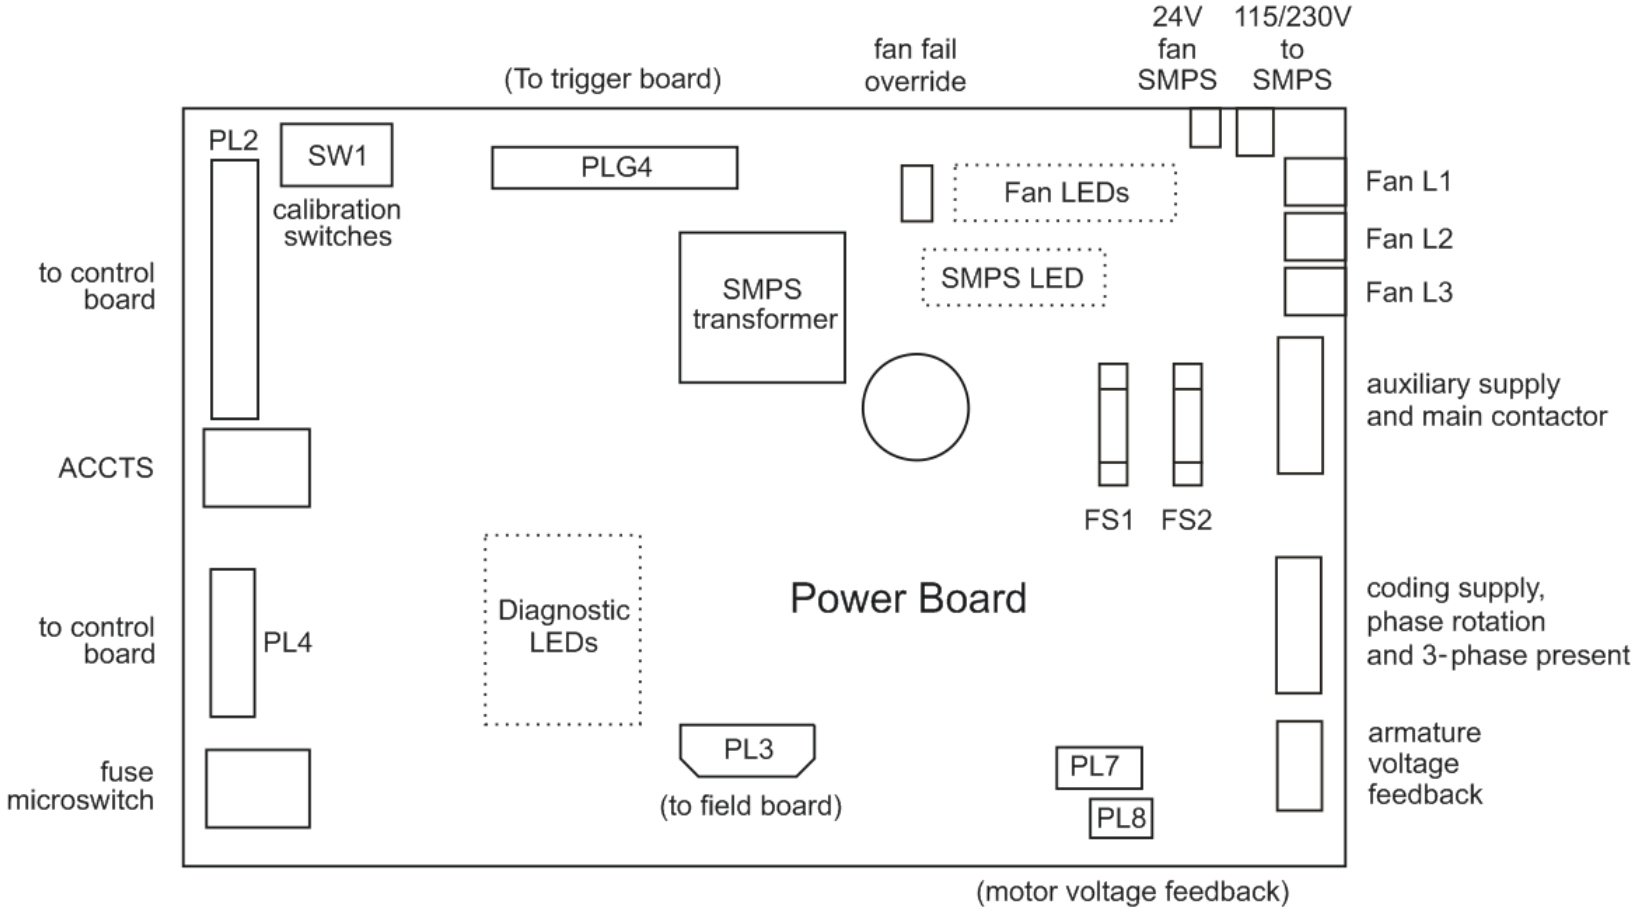 24V
fan
SMPS
115/230V
to
SMPS
fan fail
override
(To trigger board)
PL2
SW1
calibration
switches
PLG4
Fan LEDs
Fan L1
Fan L2
Fan L3
SMPS LED
SMPS
transformer
to control
board
auxiliary supply
and main contactor
ACCTS
FS1
FS2
Diagnostic
LEDs
Power Board
coding supply,
phase rotation
and 3-phase present
to control
board
PL4
PL3
(to field board)
PL7
PL8
armature
voltage
feedback
fuse
microswitch
(motor voltage feedback)